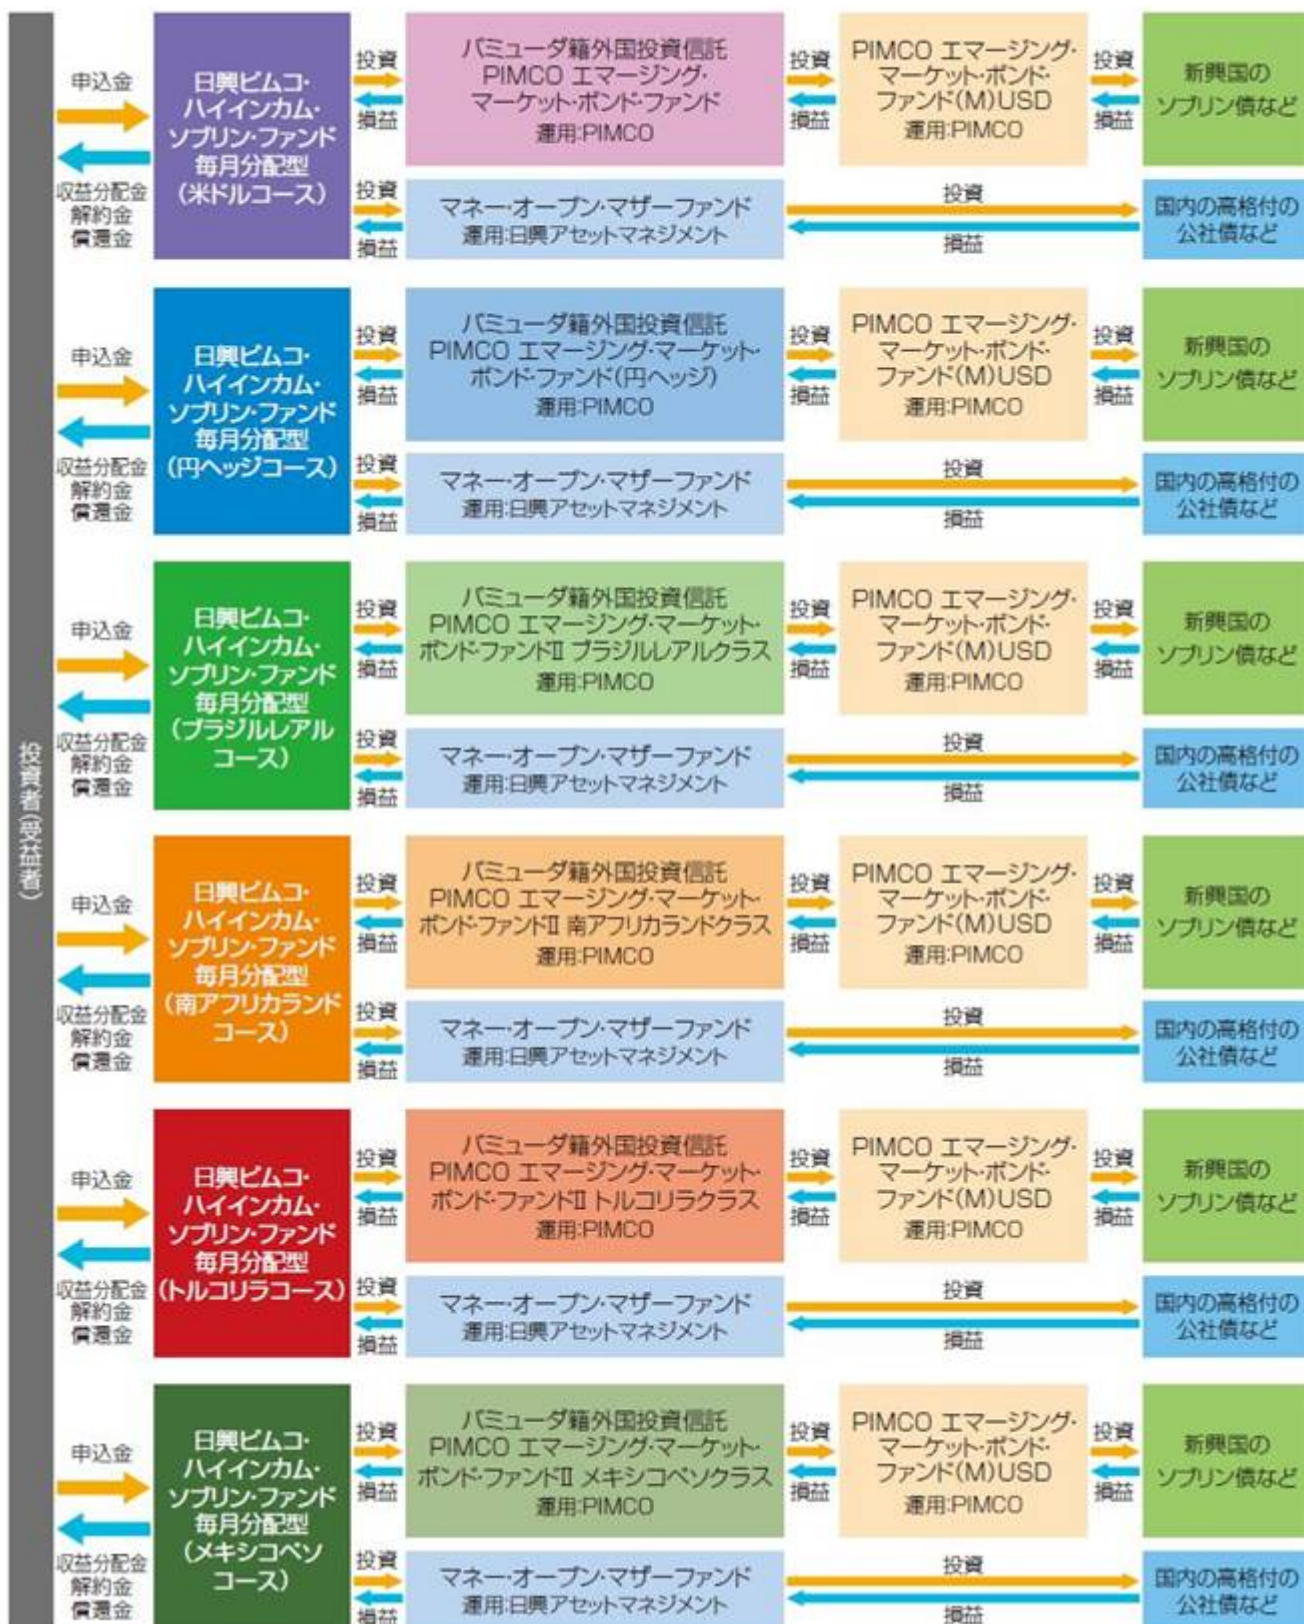 投資者(受益者)
申込金
収益分配金
解約金
償還金
日興ピムコ・
ハイインカム・
ソブリン・ファンド
毎月分配型
(米ドルコース)
投資
損益
バミューダ籍外国投資信託
PIMCO エマージング・
マーケット・ボンド・ファンド
運用:PIMCO
投資
損益
PIMCO エマージング・
マーケット・ボンド・
ファンド(M)USD
運用:PIMCO
投資
損益
新興国の
ソブリン債など
投資
損益
マネー・オープン・マザーファンド
運用:日興アセットマネジメント
投資
損益
国内の高格付の
公社債など
申込金
収益分配金
解約金
償還金
日興ピムコ・
ハイインカム・
ソブリン・ファンド
毎月分配型
(円ヘッジコース)
投資
損益
バミューダ籍外国投資信託
PIMCO エマージング・マーケット・
ボンド・ファンド(円ヘッジ)
運用:PIMCO
投資
損益
PIMCO エマージング・
マーケット・ボンド・
ファンド(M)USD
運用:PIMCO
投資
損益
新興国の
ソブリン債など
投資
損益
マネー・オープン・マザーファンド
運用:日興アセットマネジメント
投資
損益
国内の高格付の
公社債など
申込金
収益分配金
解約金
償還金
日興ピムコ・
ハイインカム・
ソブリン・ファンド
毎月分配型
(ブラジルレアル
コース)
投資
損益
バミューダ籍外国投資信託
PIMCO エマージング・マーケット・
ボンド・ファンドⅡ ブラジルレアルクラス
運用:PIMCO
投資
損益
PIMCO エマージング・
マーケット・ボンド・
ファンド(M)USD
運用:PIMCO
投資
損益
新興国の
ソブリン債など
投資
損益
マネー・オープン・マザーファンド
運用:日興アセットマネジメント
投資
損益
国内の高格付の
公社債など
申込金
収益分配金
解約金
償還金
日興ピムコ・
ハイインカム・
ソブリン・ファンド
毎月分配型
(南アフリカランド
コース)
投資
損益
バミューダ籍外国投資信託
PIMCO エマージング・マーケット・
ボンド・ファンドⅡ 南アフリカランドクラス
運用:PIMCO
投資
損益
PIMCO エマージング・
マーケット・ボンド・
ファンド(M)USD
運用:PIMCO
投資
損益
新興国の
ソブリン債など
投資
損益
マネー・オープン・マザーファンド
運用:日興アセットマネジメント
投資
損益
国内の高格付の
公社債など
申込金
収益分配金
解約金
償還金
日興ピムコ・
ハイインカム・
ソブリン・ファンド
毎月分配型
(トルコリラコース)
投資
損益
バミューダ籍外国投資信託
PIMCO エマージング・マーケット・
ボンド・ファンドⅡ トルコリラクラス
運用:PIMCO
投資
損益
PIMCO エマージング・
マーケット・ボンド・
ファンド(M)USD
運用:PIMCO
投資
損益
新興国の
ソブリン債など
投資
損益
マネー・オープン・マザーファンド
運用:日興アセットマネジメント
投資
損益
国内の高格付の
公社債など
申込金
収益分配金
解約金
償還金
日興ピムコ・
ハイインカム・
ソブリン・ファンド
毎月分配型
(メキシコペソ
コース)
投資
損益
バミューダ籍外国投資信託
PIMCO エマージング・マーケット・
ボンド・ファンドⅡ メキシコペソクラス
運用:PIMCO
投資
損益
PIMCO エマージング・
マーケット・ボンド・
ファンド(M)USD
運用:PIMCO
投資
損益
新興国の
ソブリン債など
投資
損益
マネー・オープン・マザーファンド
運用:日興アセットマネジメント
投資
損益
国内の高格付の
公社債など